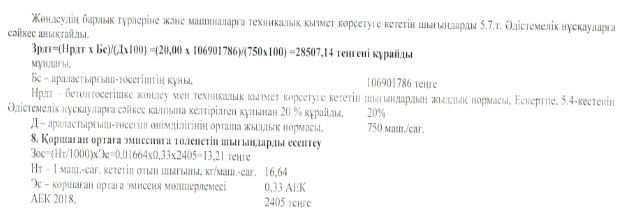 Жөндеудің барлық түрлеріне және машиналарға техникалық қызмет көрсетуге кететін шығындарды 5.7.т. Әдістемелік нұсқауларға
сәйкес анықтайды.
Зрдт=(Нрдт х Бс)/(Дх100) =(20,00 х 106901786)/(750х100) =28507,14 теңгені құрайды
мұндағы,
Бс – араластырғыш-төсегіштің құны, 106901786 теңге
Нрдт – бетонтөсегішке жөндеу мен техникалық қызмет көрсетуге кететін шығындардың жылдық нормасы. Ескертпе. 5.4-кестенің
Әдістемелік нұсқауларға сәйкес қалпына келтірілген құнынан 20 % құрайды. 20%
Д – араластырғыш-төсегіш өнімділігінің орташа жылдық нормасы. 750 маш./сағ.
8. Қоршаған ортаға эмиссияға төленетін шығындарды есептеу
Зос=(Нт/1000)хЭс=0,01664х0,33х2405=13,21 теңге
Нт – 1 маш.-сағ. кететін отын шығыны, кг/маш.-сағ. 16,64
Эс – қоршаған ортаға эмиссия мөлшерлемесі 0,33 АЕК
АЕК 2018. 2405 теңге